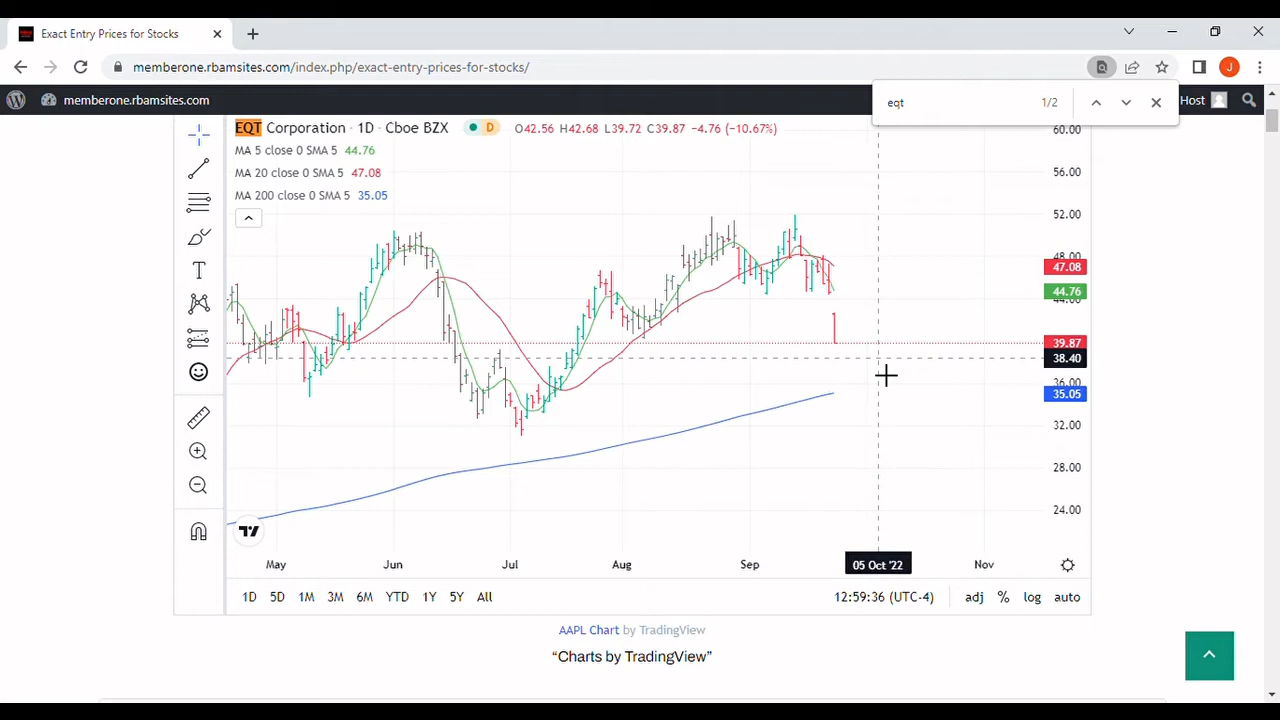 Exact Entry Prices for Stocks
memberone.rbamsites.com/index.php/exact-entry-prices-for-stocks/
J
memberone.rbamsites.com
eqt
1/2
Host
EQT Corporation · 1D · Cboe BZX
D
O42.56 H42.68 L39.72 C39.87 −4.76 (−10.67%)
MA 5 close 0 SMA 5 44.76
MA 20 close 0 SMA 5 47.08
MA 200 close 0 SMA 5 35.05
60.00
56.00
52.00
48.00
47.08
44.76
44.00
39.87
38.40
36.00
35.05
32.00
28.00
24.00
T
May Jun Jul Aug Sep 05 Oct '22 Nov
1D 5D 1M 3M 6M YTD 1Y 5Y All 12:59:36 (UTC-4) adj % log auto
AAPL Chart by TradingView
“Charts by TradingView”